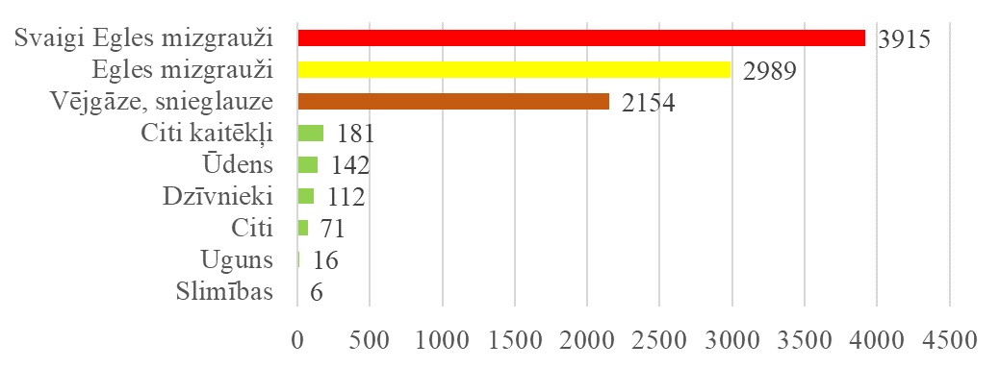 Svaigi Egles mizgrauži 3915
Egles mizgrauži 2989
Vējgāze, snieglauze 2154
Citi kaitēkļi 181
Ūdens 142
Dzīvnieki 112
Citi 71
Uguns 16
Slimības 6
0 500 1000 1500 2000 2500 3000 3500 4000 4500